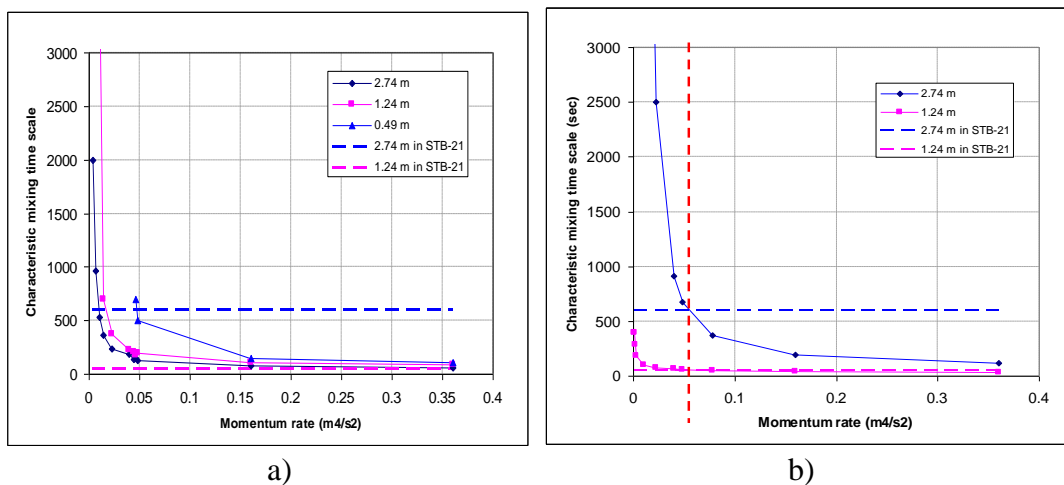 3000
2500
2000
1500
1000
500
0
Characteristic mixing time scale
0
0.05
0.1
0.15
0.2
0.25
0.3
0.35
0.4
Momentum rate (m4/s2)
2.74 m
1.24 m
0.49 m
2.74 m in STB-21
1.24 m in STB-21
a)
3000
2500
2000
1500
1000
500
0
Characteristic mixing time scale (sec)
0
0.1
0.2
0.3
0.4
Momentum rate (m4/s2)
2.74 m
1.24 m
2.74 m in STB-21
1.24 m in STB-21
b)